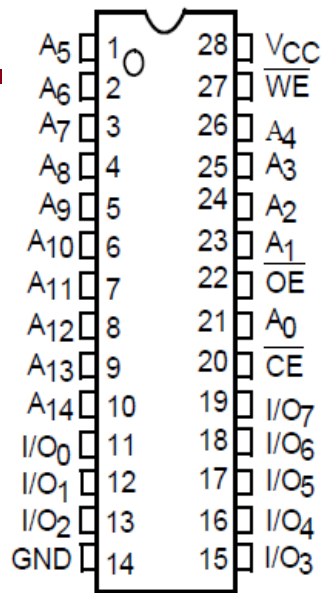 A5 1 28 VCC
A6 2 27 WE
A7 3 26 A4
A8 4 25 A3
A9 5 24 A2
A10 6 23 A1
A11 7 22 OE
A12 8 21 A0
A13 9 20 CE
A14 10 19 I/O7
I/O0 11 18 I/O6
I/O1 12 17 I/O5
I/O2 13 16 I/O4
GND 14 15 I/O3